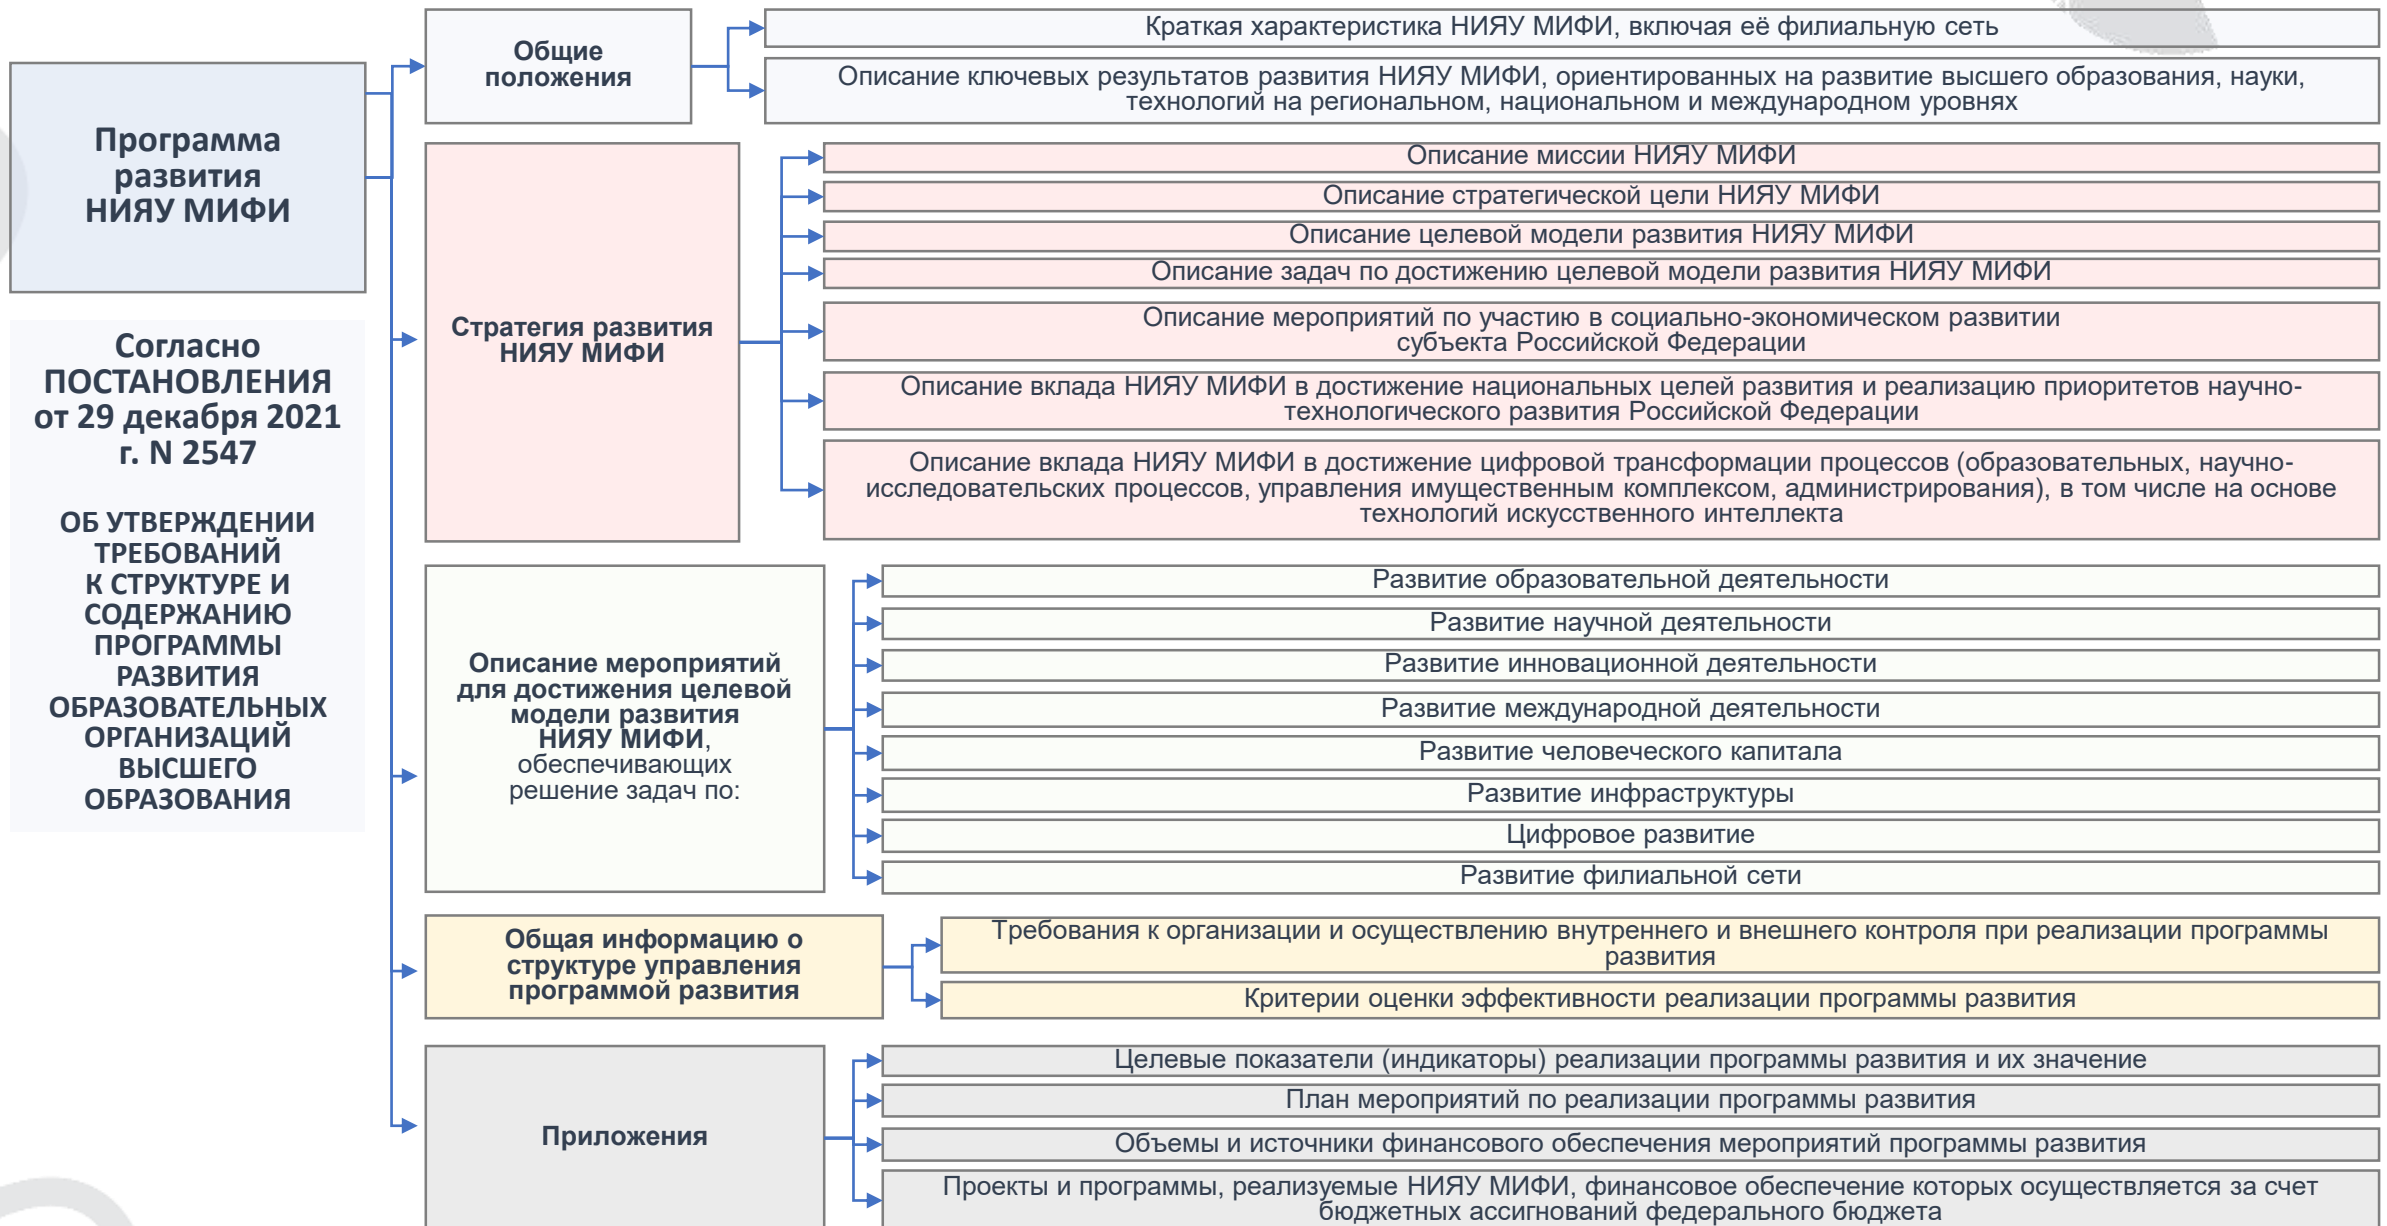 Программа
развития
НИЯУ МИФИ
Согласно
ПОСТАНОВЛЕНИЯ
от 29 декабря 2021
г. N 2547
ОБ УТВЕРЖДЕНИИ
ТРЕБОВАНИЙ
К СТРУКТУРЕ И
СОДЕРЖАНИЮ
ПРОГРАММЫ
РАЗВИТИЯ
ОБРАЗОВАТЕЛЬНЫХ
ОРГАНИЗАЦИЙ
ВЫСШЕГО
ОБРАЗОВАНИЯ
Общие
положения
Краткая характеристика НИЯУ МИФИ, включая её филиальную сеть
Описание ключевых результатов развития НИЯУ МИФИ, ориентированных на развитие высшего образования, науки,
технологий на региональном, национальном и международном уровнях
Стратегия развития
НИЯУ МИФИ
Описание миссии НИЯУ МИФИ
Описание стратегической цели НИЯУ МИФИ
Описание целевой модели развития НИЯУ МИФИ
Описание задач по достижению целевой модели развития НИЯУ МИФИ
Описание мероприятий по участию в социально-экономическом развитии
субъекта Российской Федерации
Описание вклада НИЯУ МИФИ в достижение национальных целей развития и реализацию приоритетов научно-
технологического развития Российской Федерации
Описание вклада НИЯУ МИФИ в достижение цифровой трансформации процессов (образовательных, научно-
исследовательских процессов, управления имущественным комплексом, администрирования), в том числе на основе
технологий искусственного интеллекта
Описание мероприятий
для достижения целевой
модели развития
НИЯУ МИФИ,
обеспечивающих
решение задач по:
Развитие образовательной деятельности
Развитие научной деятельности
Развитие инновационной деятельности
Развитие международной деятельности
Развитие человеческого капитала
Развитие инфраструктуры
Цифровое развитие
Развитие филиальной сети
Общая информацию о
структуре управления
программой развития
Требования к организации и осуществлению внутреннего и внешнего контроля при реализации программы
развития
Критерии оценки эффективности реализации программы развития
Приложения
Целевые показатели (индикаторы) реализации программы развития и их значение
План мероприятий по реализации программы развития
Объемы и источники финансового обеспечения мероприятий программы развития
Проекты и программы, реализуемые НИЯУ МИФИ, финансовое обеспечение которых осуществляется за счет
бюджетных ассигнований федерального бюджета